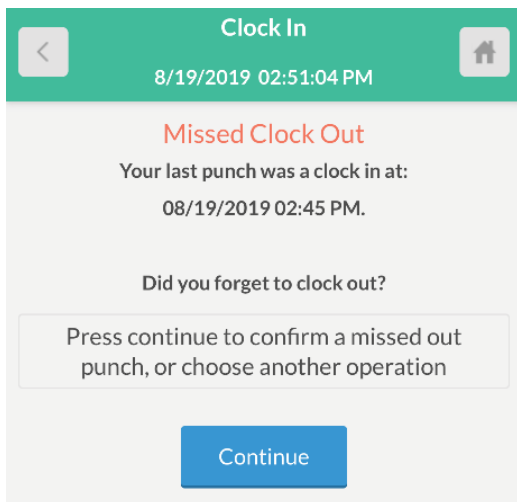 Clock In
8/19/2019 02:51:04 PM
Missed Clock Out
Your last punch was a clock in at:
08/19/2019 02:45 PM.
Did you forget to clock out?
Press continue to confirm a missed out
punch, or choose another operation
Continue